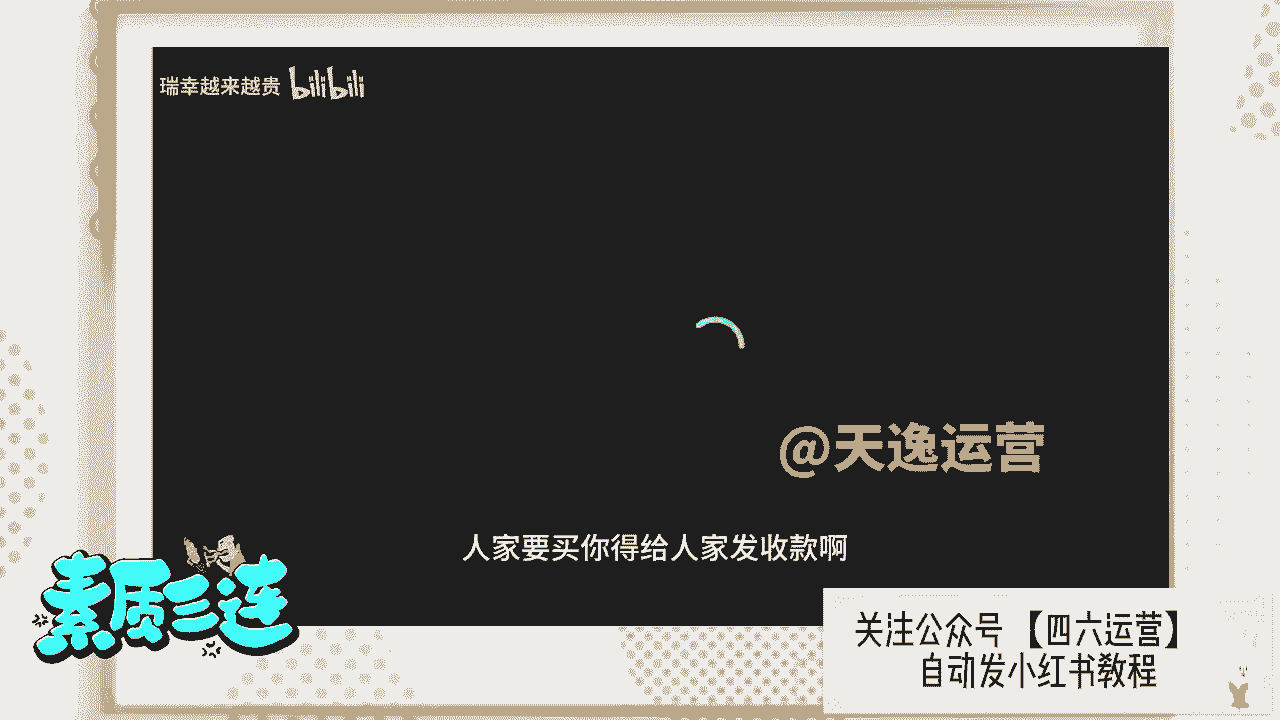 瑞幸越来越贵 bilibili
@天逸运营
人家要买你得给人家发收款啊
素质三连
关注公众号【四六运营】
自动发小红书教程